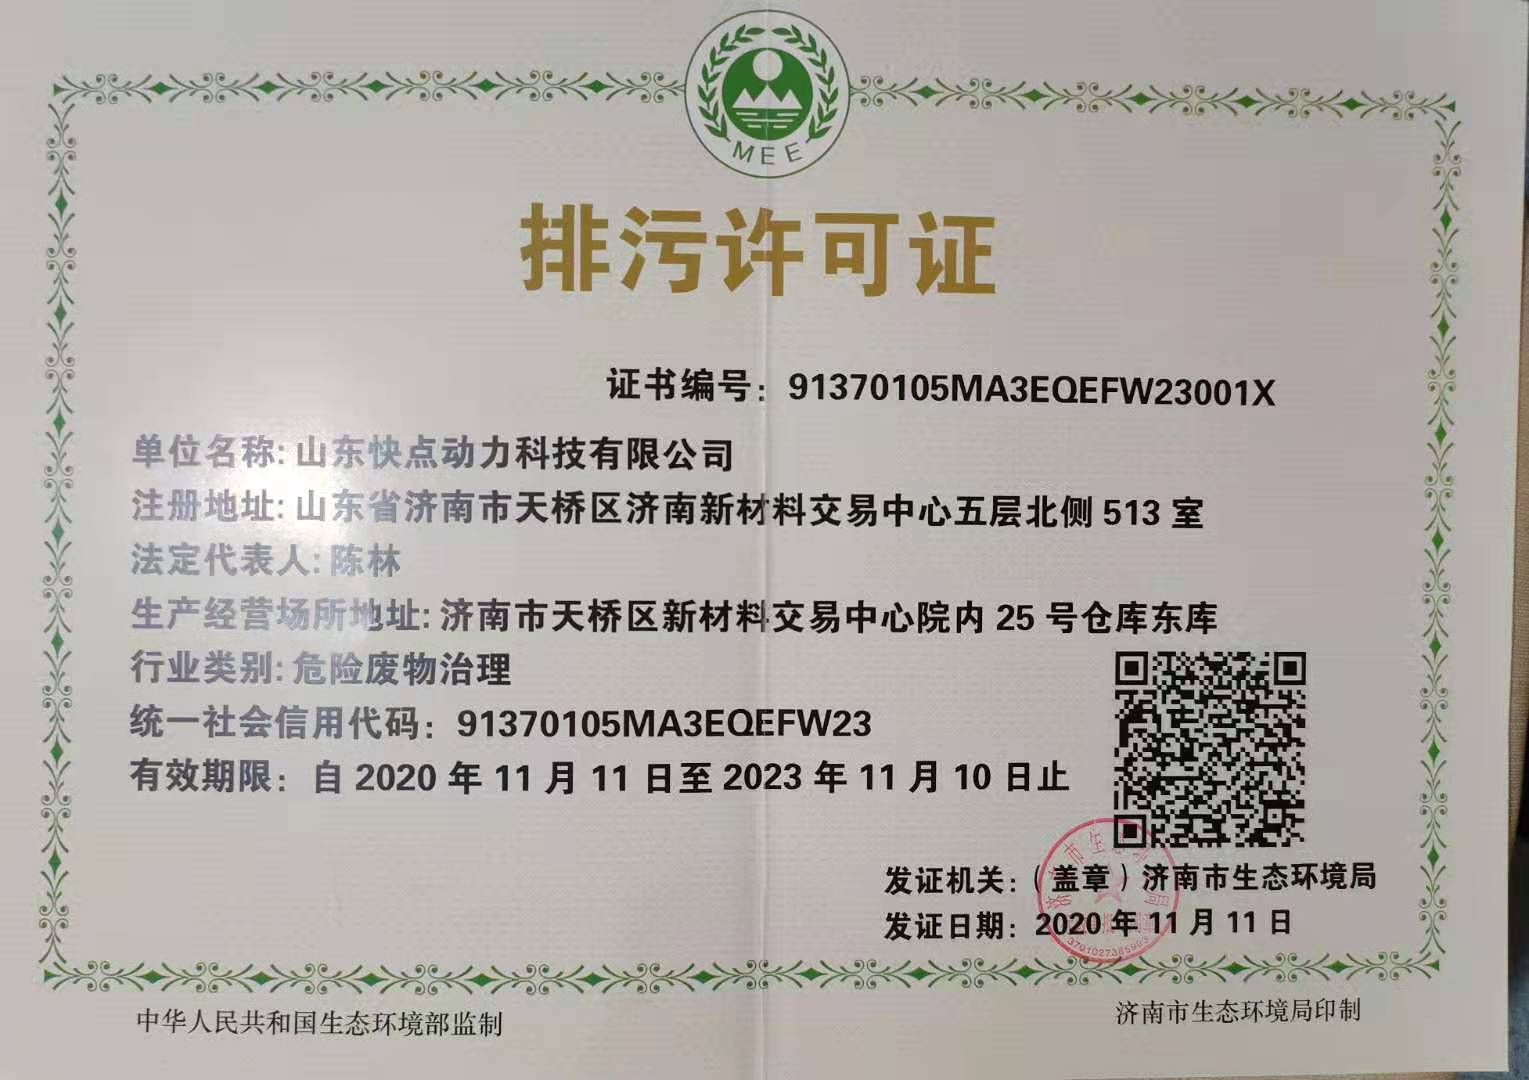 MEE
排污许可证
证书编号：91370105MA3EQEFW23001X
单位名称:山东快点动力科技有限公司
注册地址:山东省济南市天桥区济南新材料交易中心五层北侧513室
法定代表人:陈林
生产经营场所地址:济南市天桥区新材料交易中心院内25号仓库东库
行业类别:危险废物治理
统一社会信用代码：91370105MA3EQEFW23
有效期限：自2020年11月11日至2023年11月10日止
发证机关：（盖章）济南市生态环境局
发证日期：2020年11月11日
中华人民共和国生态环境部监制
济南市生态环境局印制